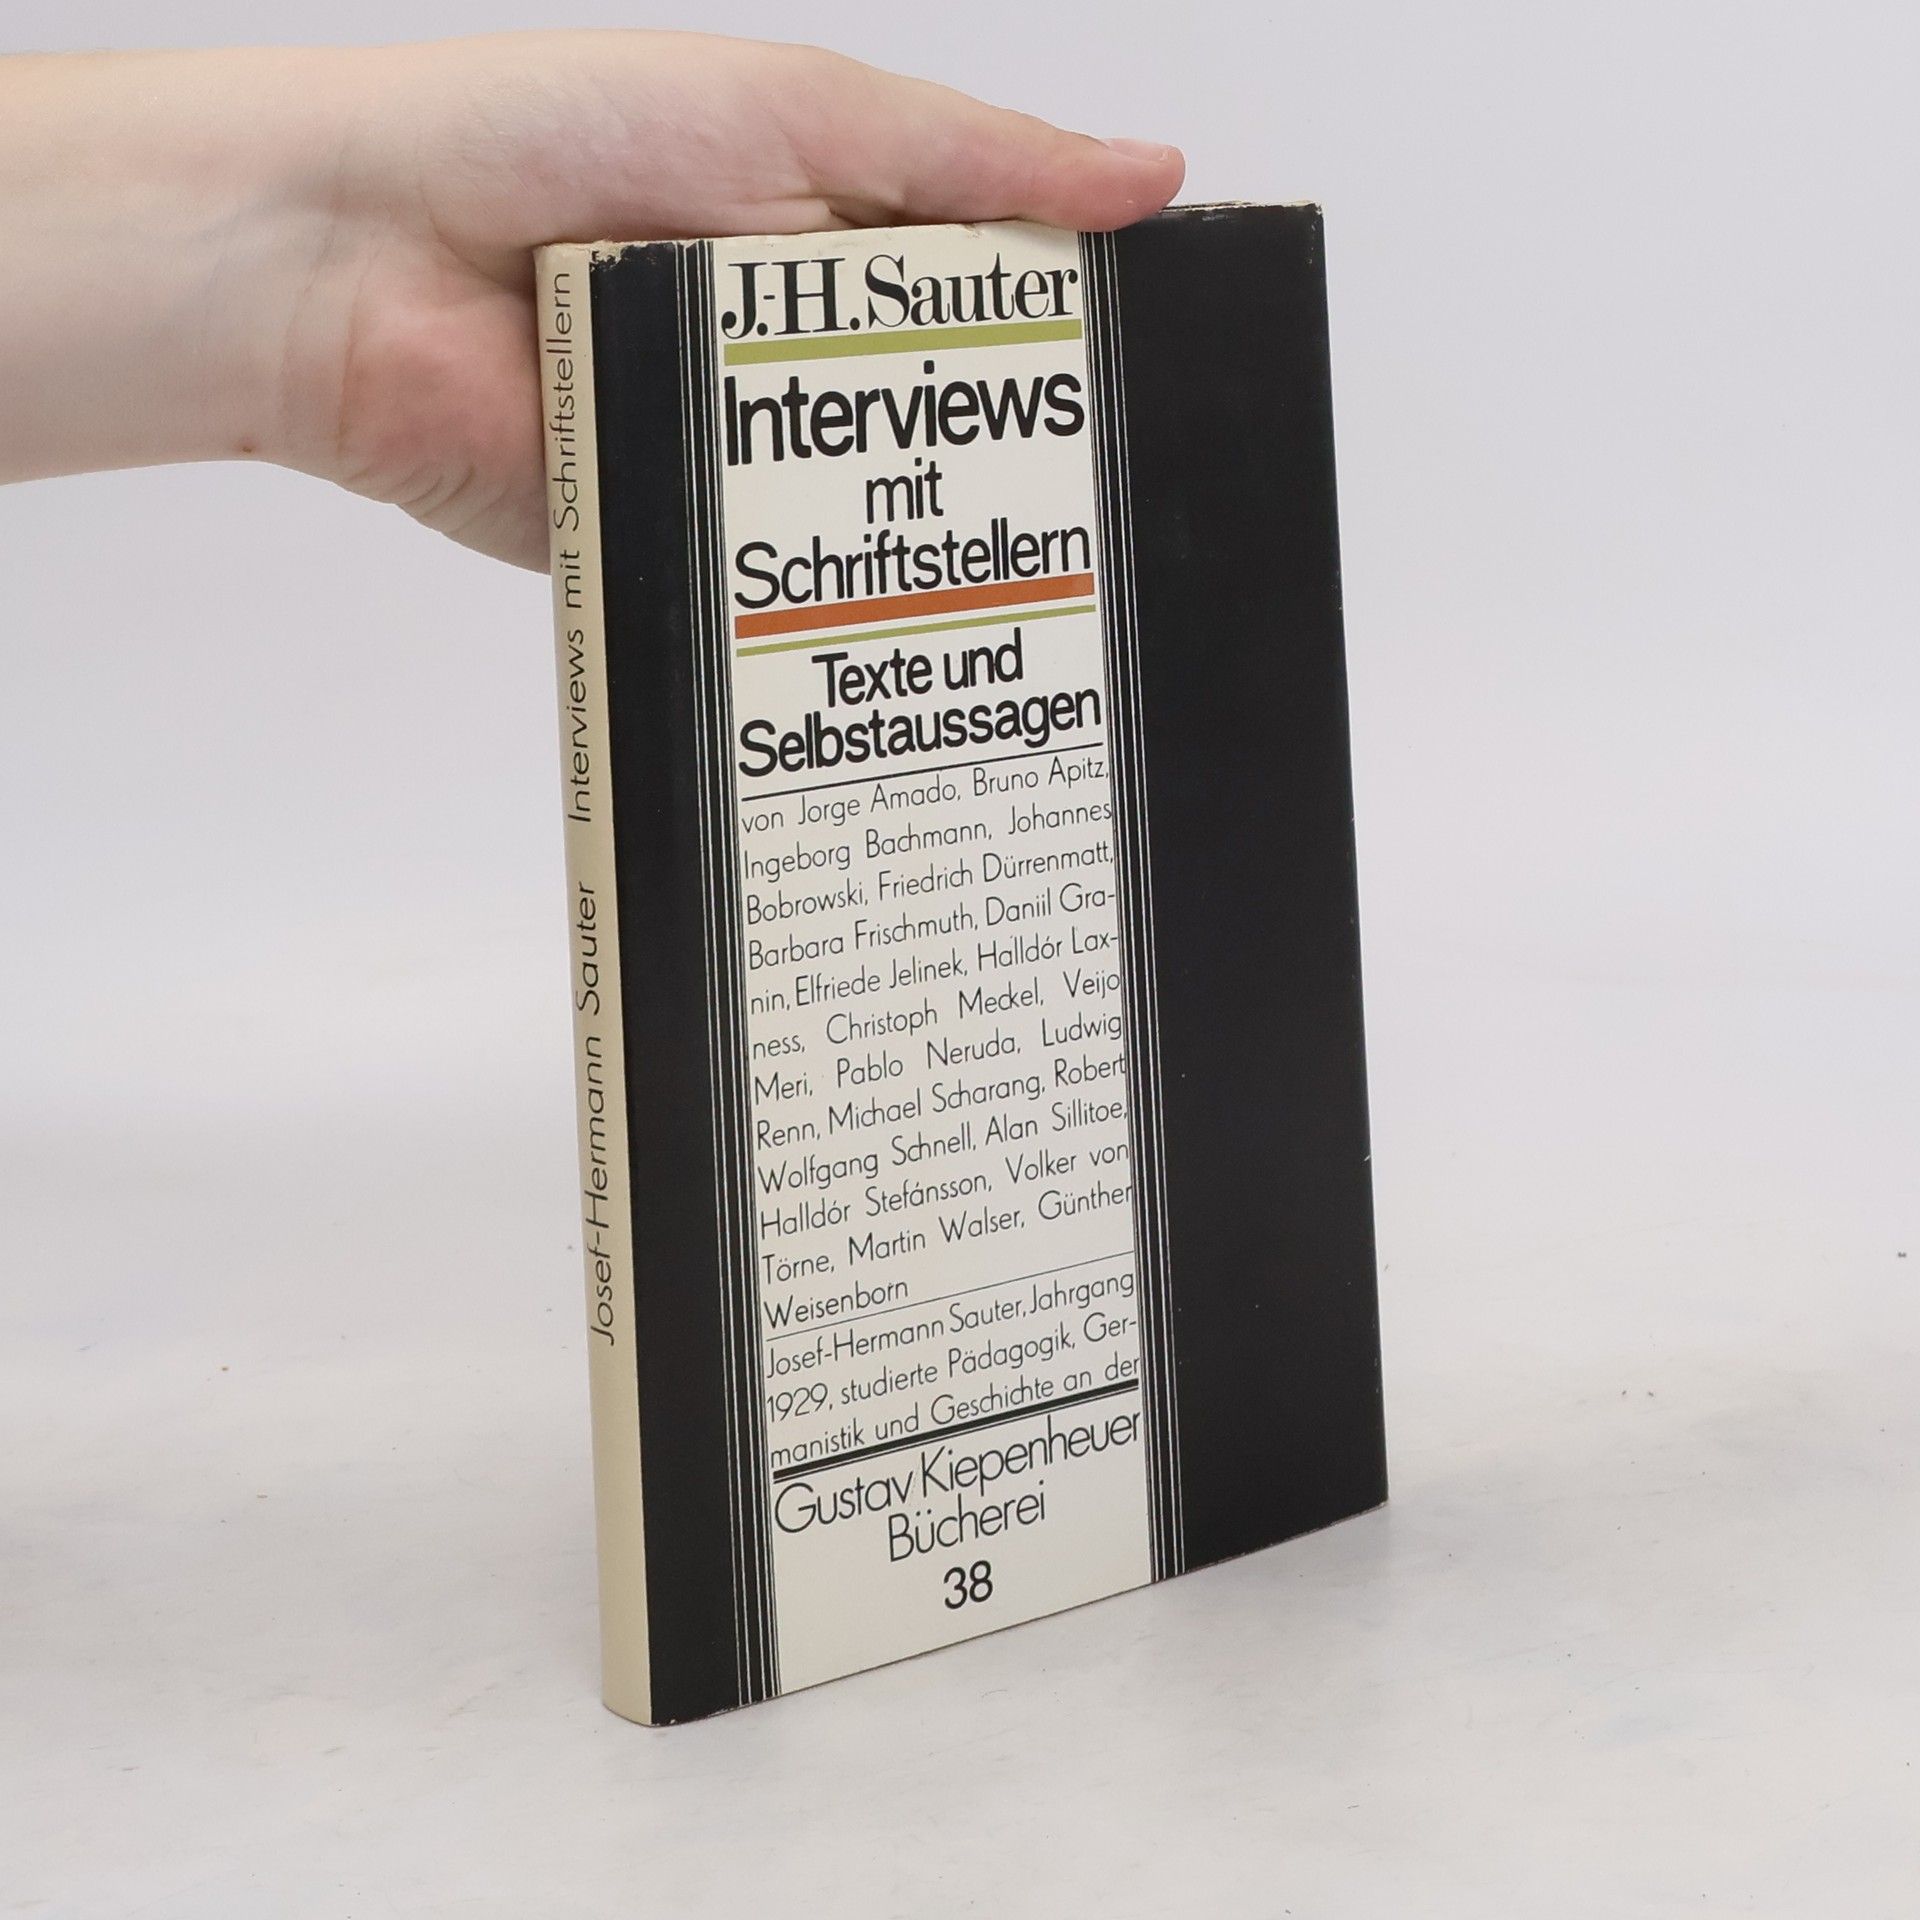 Josef-Hermann Sauter Interviews mit Schriftstellern
J.-H. Sauter
Interviews
mit
Schriftstellern
Texte und
Selbstaussagen
von Jorge Amado, Bruno Apitz,
Ingeborg Bachmann, Johannes
Bobrowski, Friedrich Dürrenmatt,
Barbara Frischmuth, Daniil Gra-
nin, Elfriede Jelinek, Halldór Lax-
ness, Christoph Meckel, Veijo
Meri, Pablo Neruda, Ludwig
Renn, Michael Scharang, Robert
Wolfgang Schnell, Alan Sillitoe,
Halldór Stefánsson, Volker von
Törne, Martin Walser, Günther
Weisenborn
Josef-Hermann Sauter, Jahrgang
1929, studierte Pädagogik, Ger-
manistik und Geschichte an der
Gustav Kiepenheuer
Bücherei
38